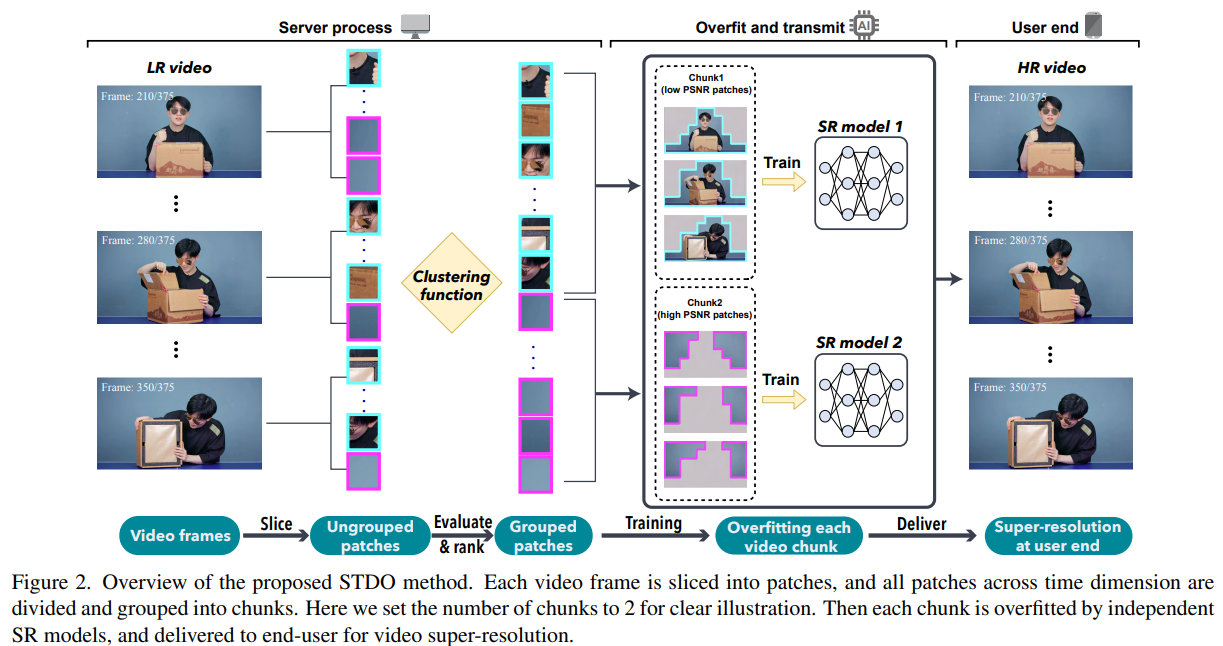 Server process
Overfit and transmit
AI
User end
LR video
HR video
Frame: 210/375
Frame: 280/375
Frame: 350/375
Clustering
function
Chunk1
(low PSNR patches)
Train
SR model 1
Chunk2
(high PSNR patches)
Train
SR model 2
Frame: 210/375
Frame: 280/375
Frame: 350/375
Video frames
Slice
Ungrouped
patches
Evaluate
& rank
Grouped
patches
Training
Overfitting each
video chunk
Deliver
Super-resolution
at user end
Figure 2. Overview of the proposed STDO method. Each video frame is sliced into patches, and all patches across time dimension are
divided and grouped into chunks. Here we set the number of chunks to 2 for clear illustration. Then each chunk is overfitted by independent
SR models, and delivered to end-user for video super-resolution.